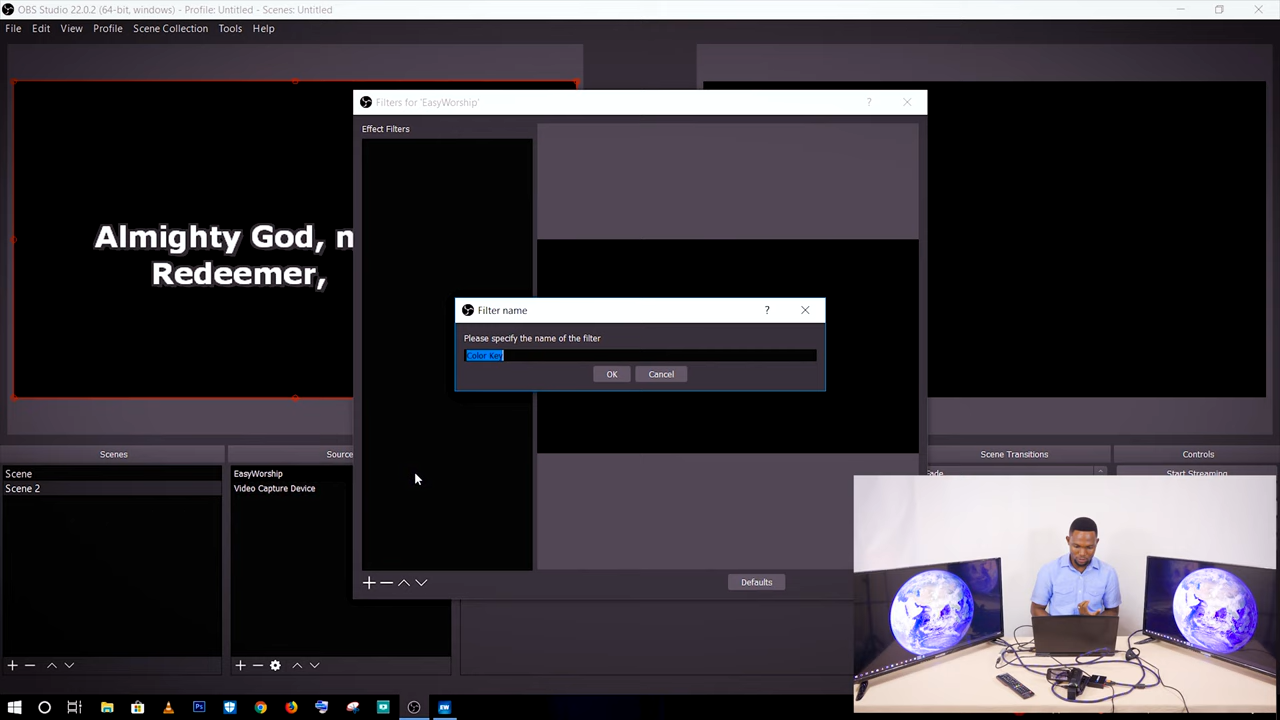 OBS Studio 22.0.2 (64-bit, windows) - Profile: Untitled - Scenes: Untitled
File Edit View Profile Scene Collection Tools Help
Filters for 'EasyWorship'
Effect Filters
Almighty God, 
Redeemer,
Filter name
Please specify the name of the filter
Color Key
OK Cancel
Scenes
Scene
Scene 2
EasyWorship
Video Capture Device
Defaults
Scene Transitions
Controls
Start Streaming
Ps
EW